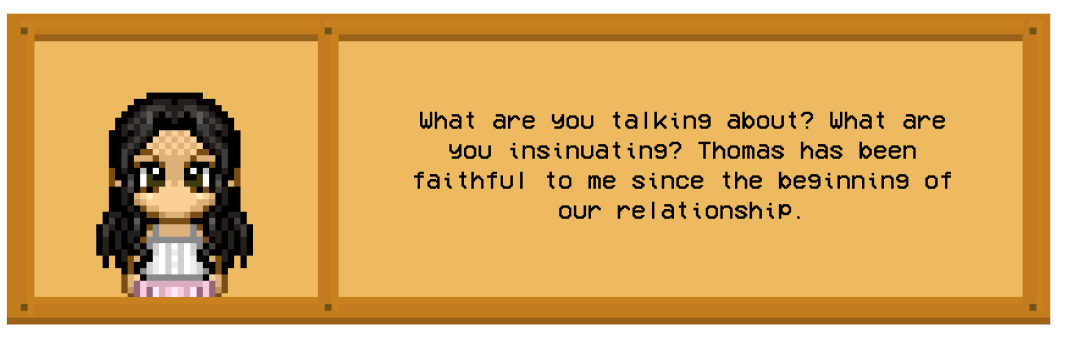 What are you talking about? What are
you insinuating? Thomas has been
faithful to me since the beginning of
our relationship.